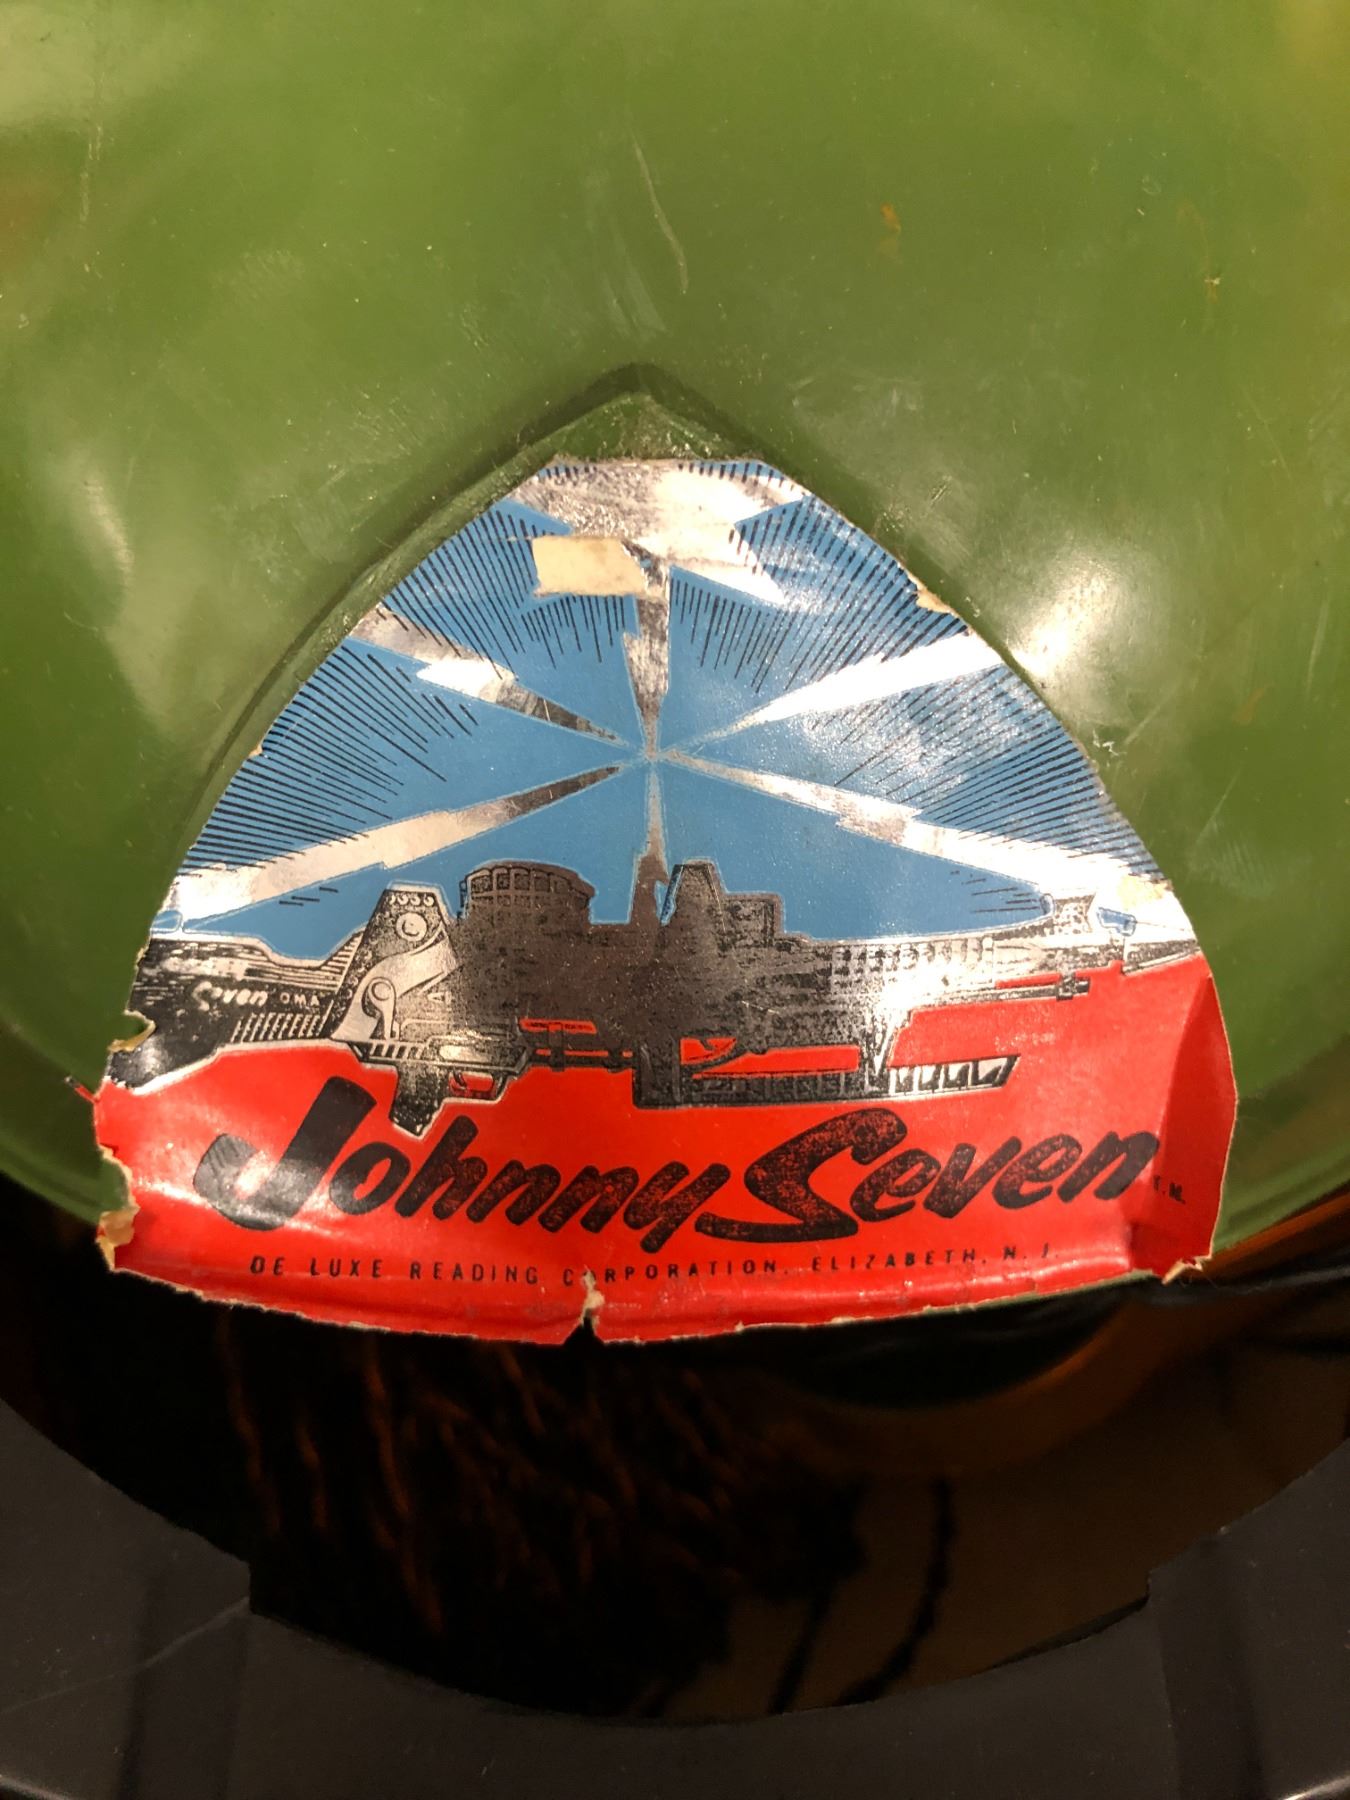 Seven OMA
Johnny Seven T.M.
DE LUXE READING CORPORATION, ELIZABETH, N. J.